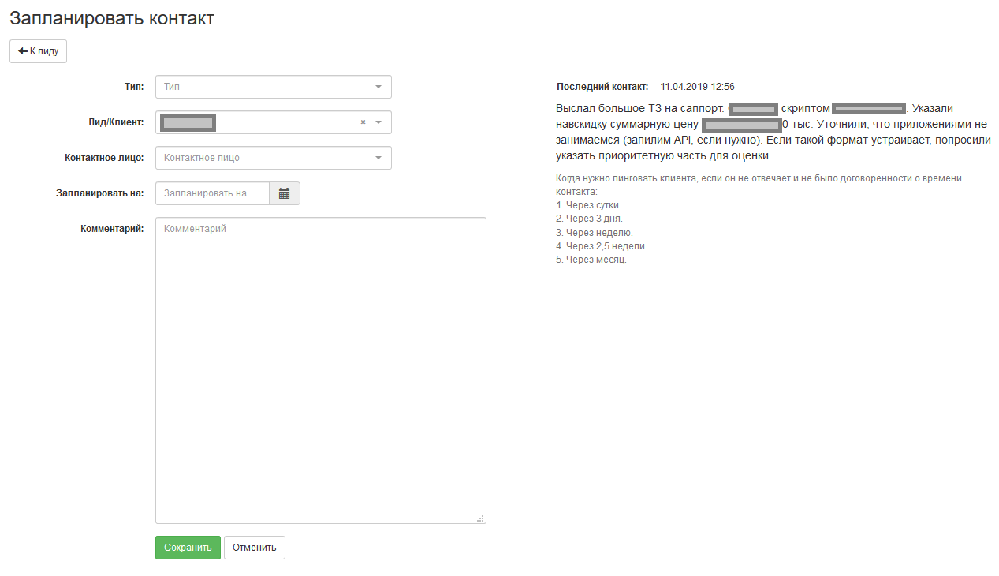 Запланировать контакт
К лиду
Тип:
Тип
Лид/Клиент:
×
Контактное лицо:
Контактное лицо
Запланировать на:
Запланировать на
Комментарий:
Комментарий
Сохранить
Отменить
Последний контакт: 11.04.2019 12:56
Выслал большое ТЗ на саппорт. скриптом . Указали
навскидку суммарную цену 0 тыс. Уточнили, что приложениями не
занимаемся (запилим API, если нужно). Если такой формат устраивает, попросили
указать приоритетную часть для оценки.
Когда нужно пинговать клиента, если он не отвечает и не было договоренности о времени
контакта:
1. Через сутки.
2. Через 3 дня.
3. Через неделю.
4. Через 2,5 недели.
5. Через месяц.